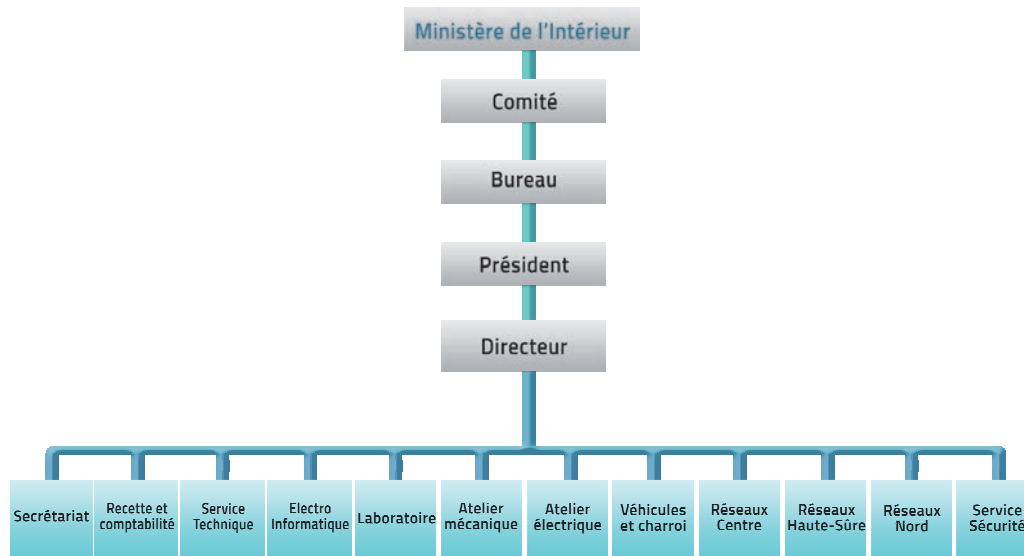 Ministère de l'Intérieur
Comité
Bureau
Président
Directeur
Secrétariat
Recette et
comptabilité
Service
Technique
Electro
Informatique
Laboratoire
Atelier
mécanique
Atelier
électrique
Véhicules
et charroi
Réseaux
Centre
Réseaux
Haute-Sûre
Réseaux
Nord
Service
Sécurité